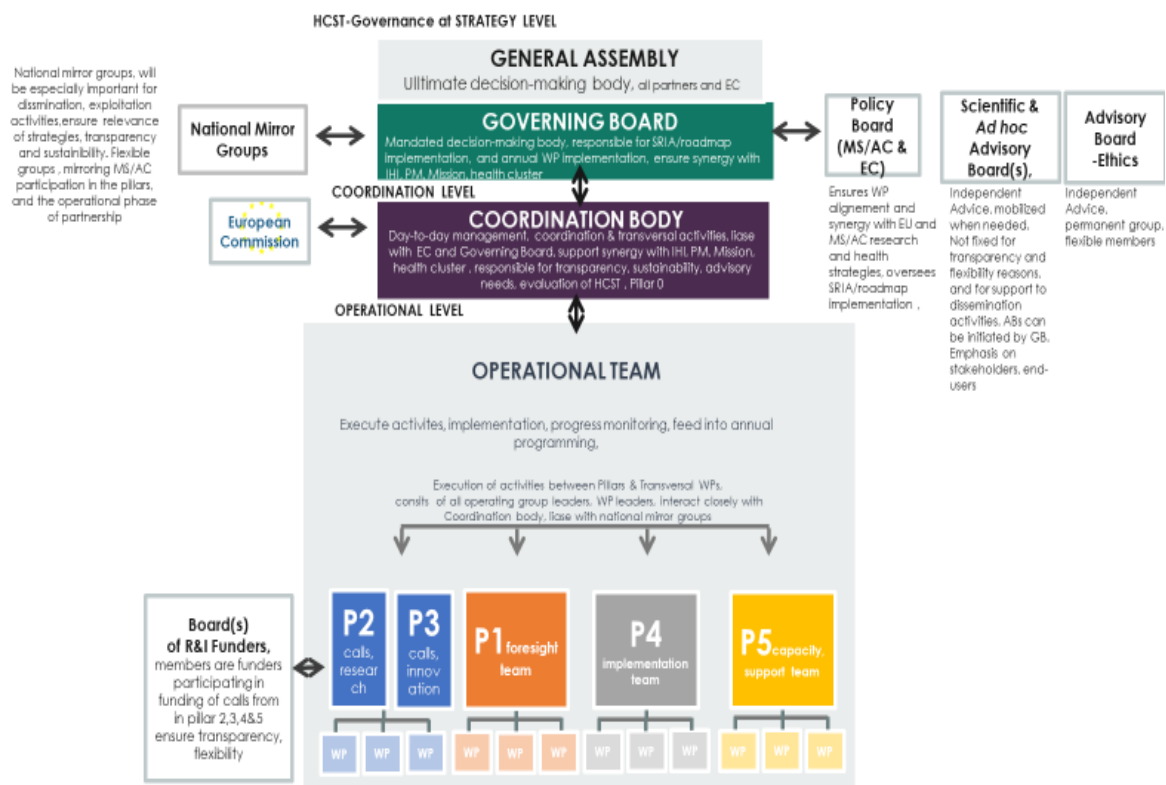 HCST-Governance at STRATEGY LEVEL
GENERAL ASSEMBLY
Ulltimate decision-making body, all partners and EC
National mirror groups, will
be especially important for
dissmination, exploitation
activities,ensure relevance
of strategies, transparency
and sustainibility. Flexible
groups , mirroring MS/AC
participation in the pillars,
and the operational phase
of partnership
National Mirror
Groups
GOVERNING BOARD
Mandated decision-making body, responsible for SRIA/roadmap
implementation, and annual WP implementation, ensure synergy with
IHI, PM, Mission, health cluster
Policy
Board
(MS/AC &
EC)
Ensures WP
alignement and
synergy with EU and
MS/AC research
and health
strategies, oversees
SRIA/roadmap
implementation ,
Scientific &
Ad hoc
Advisory
Board(s),
Independent
Advice, mobilized
when needed.
Not fixed for
transparency and
flexibility reasons,
and for support to
dissemination
activities. ABs can
be initiated by GB.
Emphasis on
stakeholders, end-
users
Advisory
Board
-Ethics
Independent
Advice,
permanent group,
flexible members
COORDINATION LEVEL
European
Commission
COORDINATION BODY
Day-to-day management, coordination & transversal activities, liase
with EC and Governing Board, support synergy with IHI, PM, Mission,
health cluster , responsible for transparency, sustainability, advisory
needs, evaluation of HCST , Pillar 0
OPERATIONAL LEVEL
OPERATIONAL TEAM
Execute activites, implementation, progress monitoring, feed into annual
programming,
Execution of activities between Pillars & Transversal WPs,
consits of all operating group leaders, WP leaders, Interact closely with
Coordination body, liase with national mirror groups
Board(s)
of R&I Funders,
members are funders
participating in
funding of calls from
in pillar 2,3,4&5
ensure transparency,
flexibility
P2
calls,
resear
ch
P3
calls,
innov
ation
P1 foresight
team
P4
implementation
team
P5 capacity,
support team
WP WP WP WP WP WP WP WP WP WP WP WP